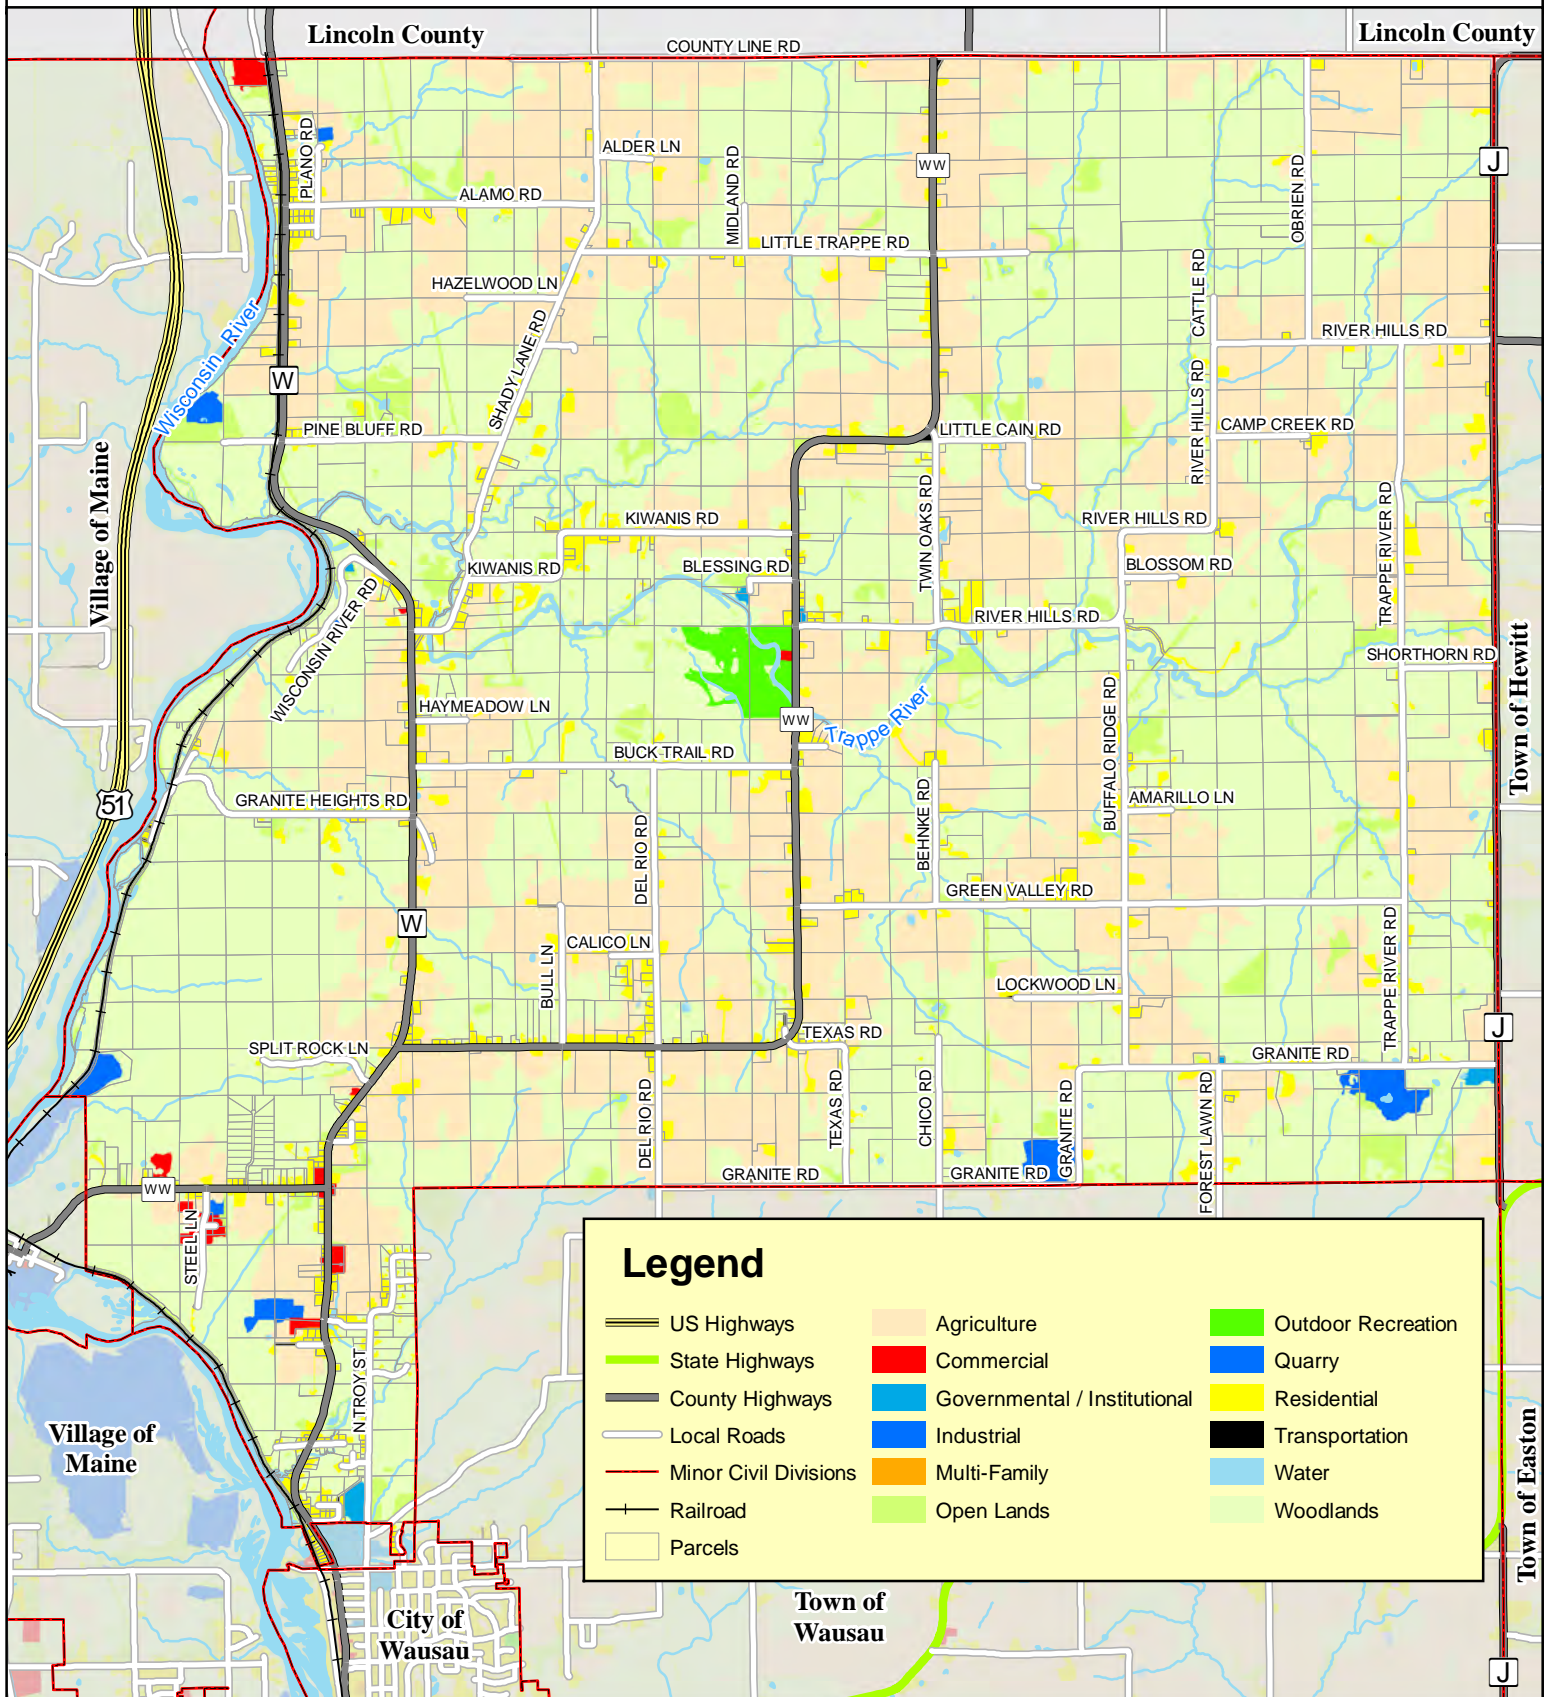 Lincoln County
Lincoln County
COUNTY LINE RD
PLANO RD
ALDER LN
MIDLAND RD
WW
OBRIEN RD
J
ALAMO RD
LITTLE TRAPPE RD
HAZELWOOD LN
CATTLE RD
Wisconsin River
SHADY LANE RD
RIVER HILLS RD
W
RIVER HILLS RD
PINE BLUFF RD
LITTLE CAIN RD
CAMP CREEK RD
Village of Maine
TWIN OAKS RD
TRAPPE RIVER RD
KIWANIS RD
RIVER HILLS RD
KIWANIS RD
BLESSING RD
BLOSSOM RD
WISCONSIN RIVER RD
RIVER HILLS RD
SHORTHORN RD
Town of Hewitt
HAYMEADOW LN
WW
Trappe River
BUFFALO RIDGE RD
BUCK TRAIL RD
51
GRANITE HEIGHTS RD
DEL RIO RD
BEHNKE RD
AMARILLO LN
GREEN VALLEY RD
W
CALICO LN
BULL LN
TRAPPE RIVER RD
LOCKWOOD LN
TEXAS RD
J
SPLIT ROCK LN
GRANITE RD
DEL RIO RD
TEXAS RD
CHICO RD
GRANITE RD
FOREST LAWN RD
GRANITE RD
GRANITE RD
WW
STEEL LN
N TROY ST
Legend
US Highways
State Highways
County Highways
Local Roads
Minor Civil Divisions
Railroad
Parcels
Agriculture
Commercial
Governmental / Institutional
Industrial
Multi-Family
Open Lands
Outdoor Recreation
Quarry
Residential
Transportation
Water
Woodlands
Village of
Maine
Town of Easton
City of
Wausau
Town of
Wausau
J